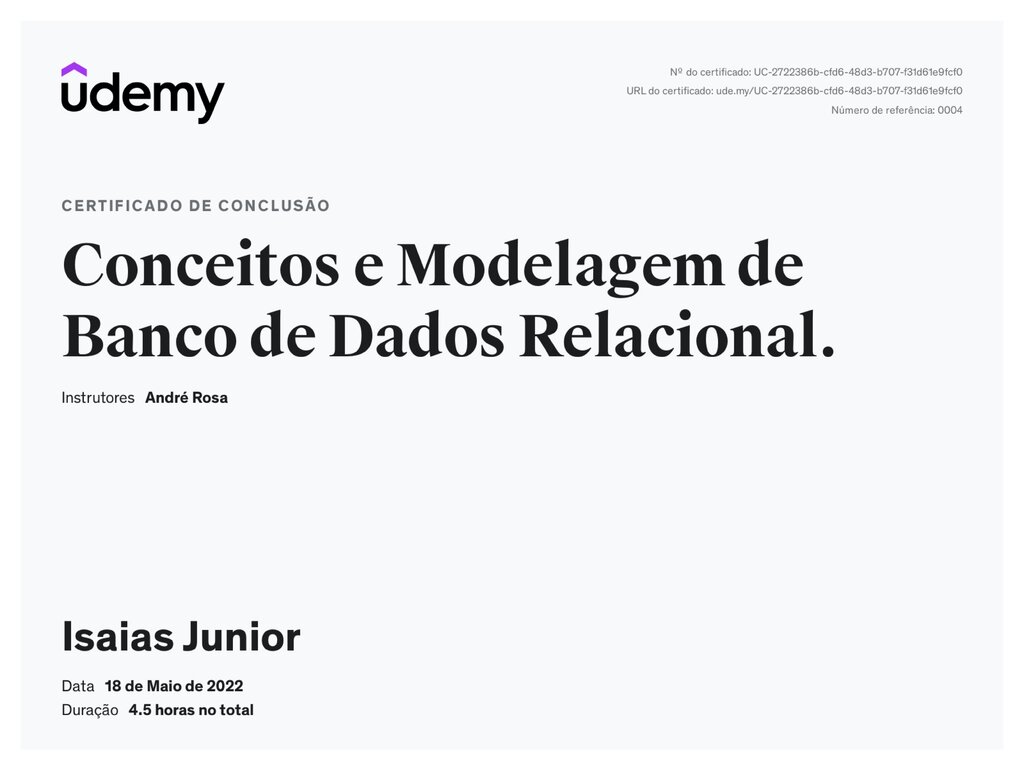 udemy
Nº do certificado: UC-2722386b-cfd6-48d3-b707-f31d61e9fcf0
URL do certificado: ude.my/UC-2722386b-cfd6-48d3-b707-f31d61e9fcf0
Número de referência: 0004
CERTIFICADO DE CONCLUSÃO
Conceitos e Modelagem de
Banco de Dados Relacional.
Instrutores André Rosa
Isaias Junior
Data 18 de Maio de 2022
Duração 4.5 horas no total